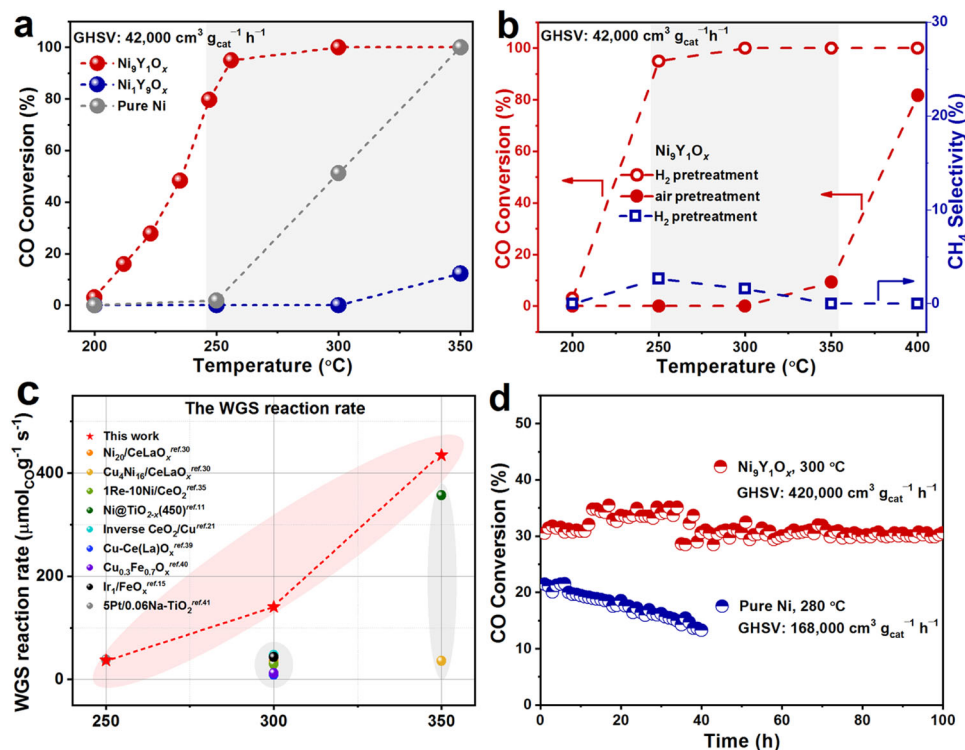 a
GHSV: 42,000 cm³ gcat⁻¹ h⁻¹
Ni₉Y₁Oₓ
Ni₁Y₉Oₓ
Pure Ni
CO Conversion (%)
100
80
60
40
20
0
200 250 300 350
Temperature (°C)
b
GHSV: 42,000 cm³ gcat⁻¹h⁻¹
Ni₉Y₁Oₓ
H₂ pretreatment
air pretreatment
H₂ pretreatment
CO Conversion (%)
100
80
60
40
20
0
CH₄ Selectivity (%)
30
20
10
0
200 250 300 350 400
Temperature (°C)
c
The WGS reaction rate
This work
Ni₂₀/CeLaOₓ ref.30
Cu₄Ni₁₆/CeLaOₓ ref.30
1Re-10Ni/CeO₂ ref.35
Ni@TiO₂₋ₓ(450) ref.11
Inverse CeO₂/Cu ref.21
Cu-Ce(La)Oₓ ref.39
Cu₀.₃Fe₀.₇Oₓ ref.40
Ir₁/FeOₓ ref.15
5Pt/0.06Na-TiO₂ ref.41
WGS reaction rate (μmolCO g⁻¹ s⁻¹)
400
200
0
250 300 350
d
Ni₉Y₁Oₓ, 300 °C
GHSV: 420,000 cm³ gcat⁻¹ h⁻¹
Pure Ni, 280 °C
GHSV: 168,000 cm³ gcat⁻¹ h⁻¹
CO Conversion (%)
50
40
30
20
10
0
0 20 40 60 80 100
Time (h)